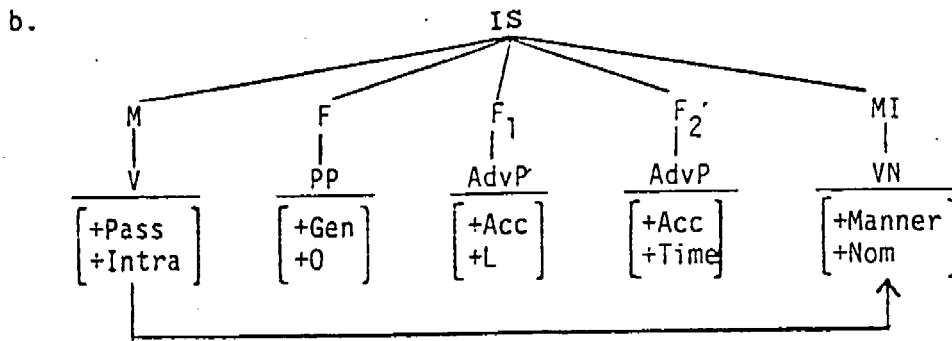 b. IS
M F F1 F2 MI
V PP AdvP AdvP VN
[+Pass [+Gen [+Acc [+Acc [+Manner
+Intra] +O] +L] +Time] +Nom]